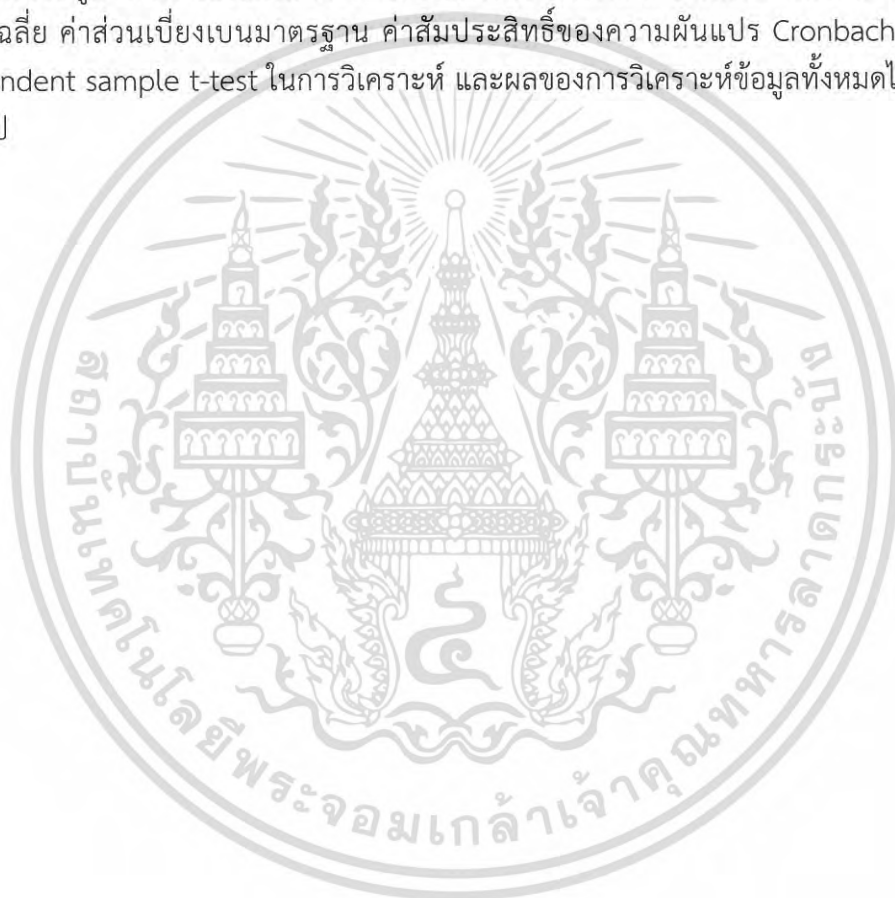 ฉลี่ย ค่าส่วนเบี่ยงเบนมาตรฐาน ค่าสัมประสิทธิ์ของความผันแปร Cronbach
ndent sample t-test ในการวิเคราะห์ และผลของการวิเคราะห์ข้อมูลทั้งหมดไ
ป
สถาบันเทคโนโลยีพระจอมเกล้าเจ้าคุณทหารลาดกระบัง
๔